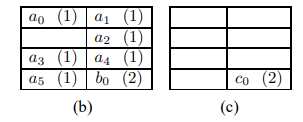 a₀ (1) a₁ (1)
a₂ (1)
a₃ (1) a₄ (1)
a₅ (1) b₀ (2)
(b)
c₀ (2)
(c)